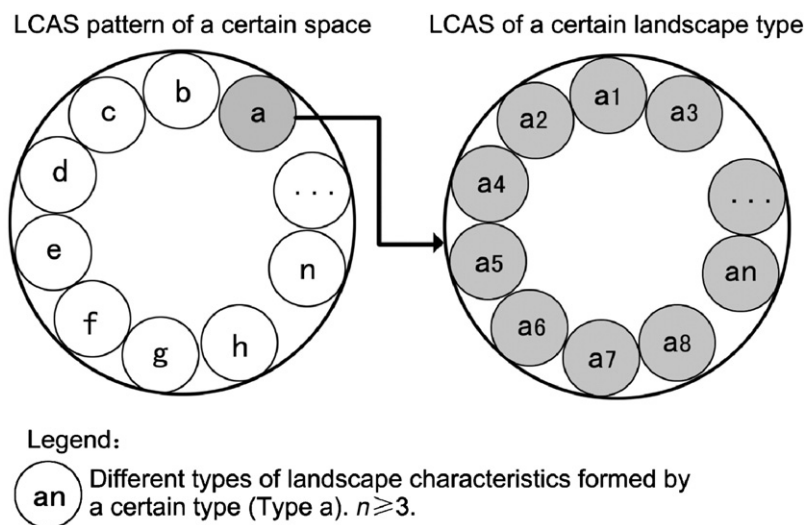 LCAS pattern of a certain space
LCAS of a certain landscape type
b
c
a
d
...
e
n
f
g
h
a1
a2
a3
a4
...
a5
an
a6
a7
a8
Legend:
an
Different types of landscape characteristics formed by
a certain type (Type a). n≥3.